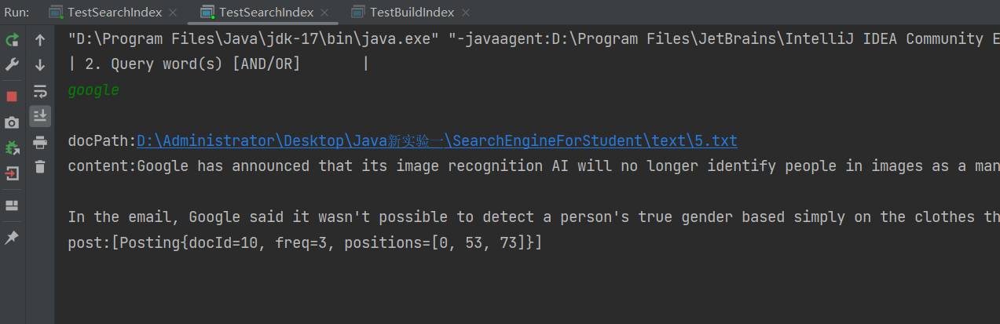 Run: TestSearchIndex TestSearchIndex TestBuildIndex
"D:\Program Files\Java\jdk-17\bin\java.exe" "-javaagent:D:\Program Files\JetBrains\IntelliJ IDEA Community E
| 2. Query word(s) [AND/OR] |
google
docPath:D:\Administrator\Desktop\Java新实验一\SearchEngineForStudent\text\5.txt
content:Google has announced that its image recognition AI will no longer identify people in images as a man
In the email, Google said it wasn't possible to detect a person's true gender based simply on the clothes th
post:[Posting{docId=10, freq=3, positions=[0, 53, 73]}]